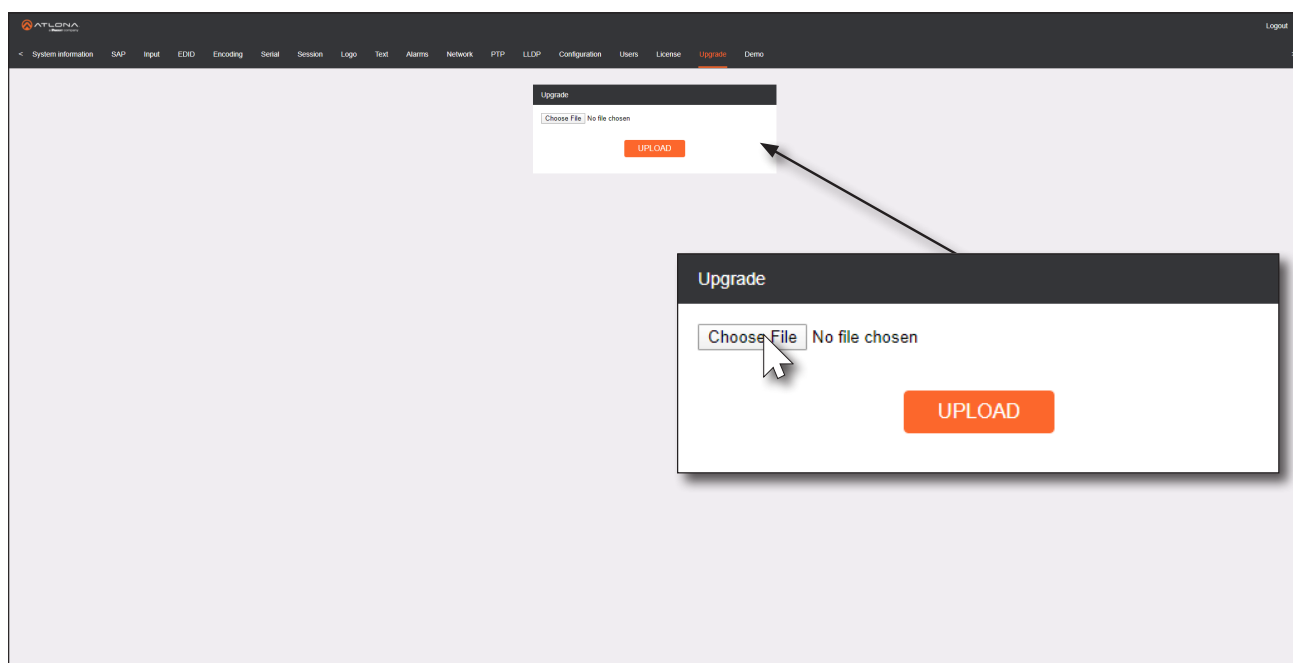 ATLONA
Logout
< System information SAP Input EDID Encoding Serial Session Logo Text Alarms Network PTP LLDP Configuration Users License Upgrade Demo >
Upgrade
Choose File No file chosen
UPLOAD
Upgrade
Choose File No file chosen
UPLOAD